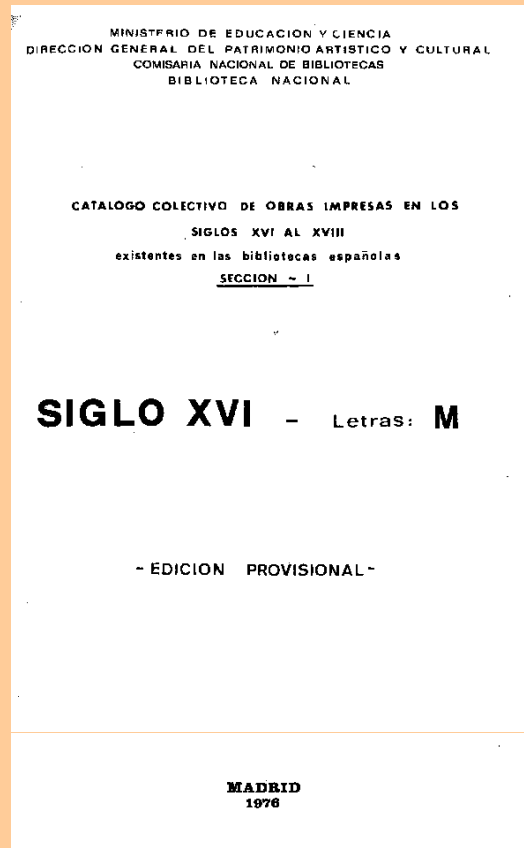 MINISTERIO DE EDUCACION Y CIENCIA
DIRECCION GENERAL DEL PATRIMONIO ARTISTICO Y CULTURAL
COMISARIA NACIONAL DE BIBLIOTECAS
BIBLIOTECA NACIONAL
CATALOGO COLECTIVO DE OBRAS IMPRESAS EN LOS
SIGLOS XVI AL XVIII
existentes en las bibliotecas españolas
SECCION - I
SIGLO XVI - Letras: M
- EDICION PROVISIONAL -
MADRID
1976